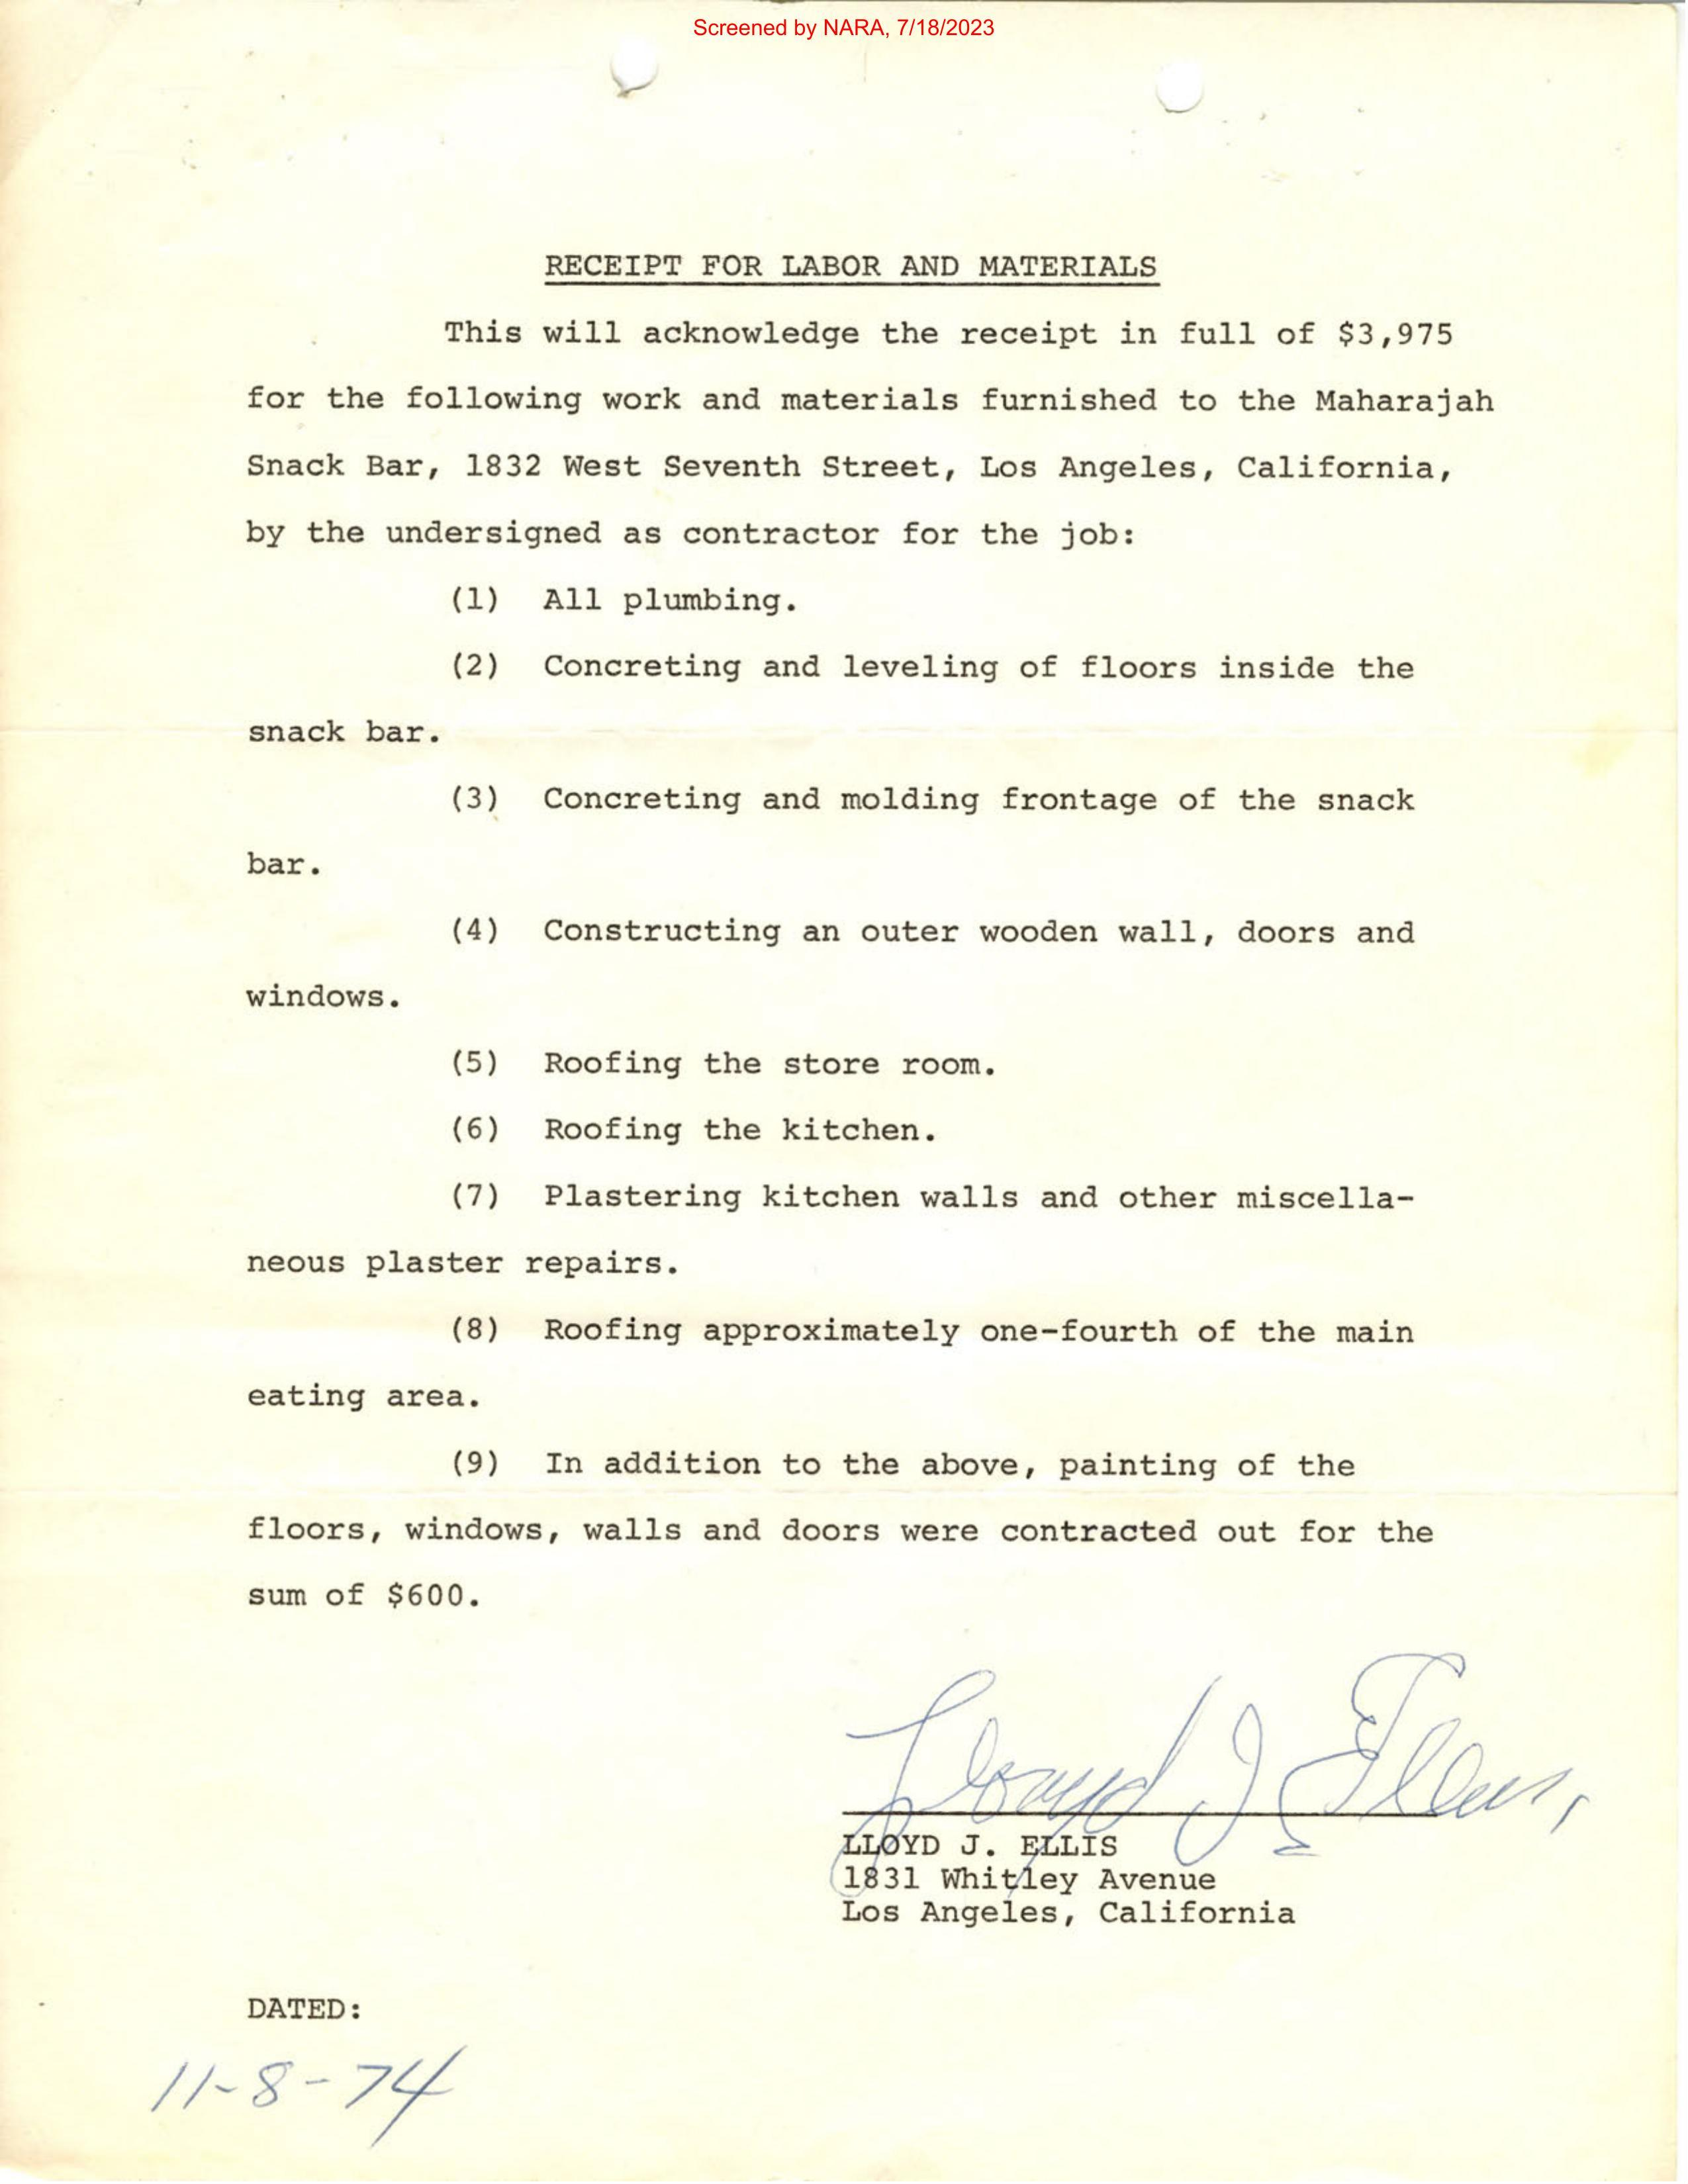 Screened by NARA, 7/18/2023
RECEIPT FOR LABOR AND MATERIALS
This will acknowledge the receipt in full of $3,975
for the following work and materials furnished to the Maharajah
Snack Bar, 1832 West Seventh Street, Los Angeles, California,
by the undersigned as contractor for the job:
(1) All plumbing.
(2) Concreting and leveling of floors inside the
snack bar.
(3) Concreting and molding frontage of the snack
bar.
(4) Constructing an outer wooden wall, doors and
windows.
(5) Roofing the store room.
(6) Roofing the kitchen.
(7) Plastering kitchen walls and other miscella-
neous plaster repairs.
(8) Roofing approximately one-fourth of the main
eating area.
(9) In addition to the above, painting of the
floors, windows, walls and doors were contracted out for the
sum of $600.
Lloyd J Ellis,
LLOYD J. ELLIS
1831 Whitley Avenue
Los Angeles, California
DATED:
11-8-74